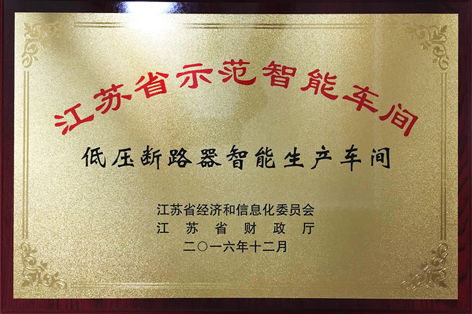 江苏省示范智能车间
低压断路器智能生产车间
江苏省经济和信息化委员会
江苏省财政厅
二〇一六年十二月